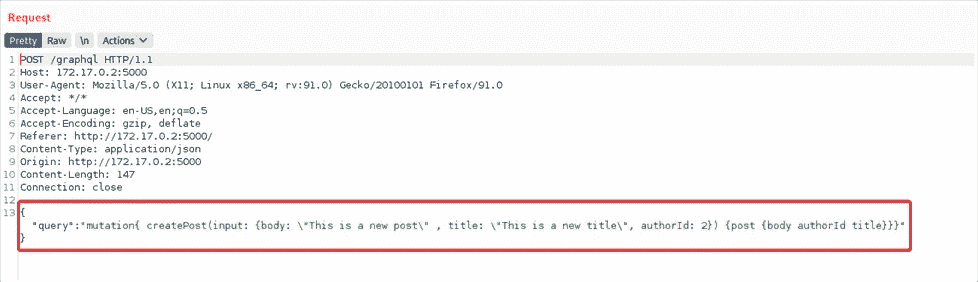 Request
Pretty Raw \n Actions
1 POST /graphql HTTP/1.1
2 Host: 172.17.0.2:5000
3 User-Agent: Mozilla/5.0 (X11; Linux x86_64; rv:91.0) Gecko/20100101 Firefox/91.0
4 Accept: */*
5 Accept-Language: en-US,en;q=0.5
6 Accept-Encoding: gzip, deflate
7 Referer: http://172.17.0.2:5000/
8 Content-Type: application/json
9 Origin: http://172.17.0.2:5000
10 Content-Length: 147
11 Connection: close
12
13 {
"query":"mutation{ createPost(input: {body: \"This is a new post\" , title: \"This is a new title\", authorId: 2}) {post {body authorId title}}}"
}